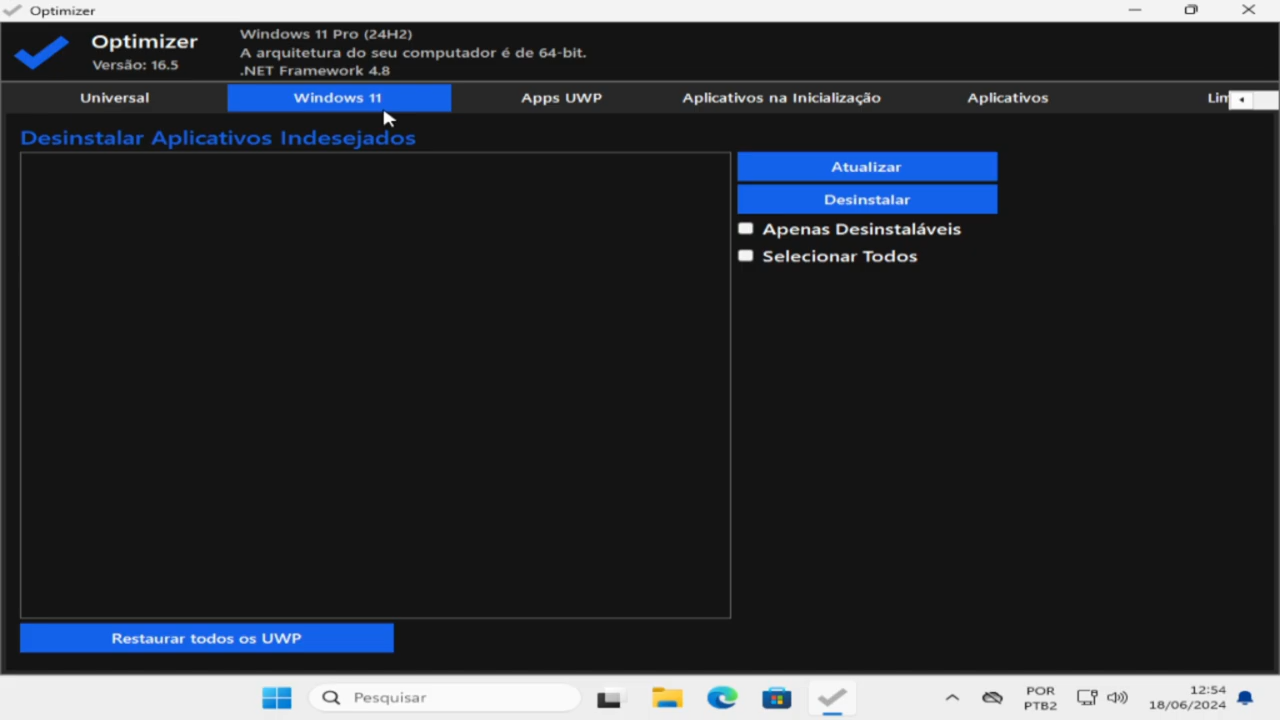 Optimizer
Optimizer
Versão: 16.5
Windows 11 Pro (24H2)
A arquitetura do seu computador é de 64-bit.
.NET Framework 4.8
Universal
Windows 11
Apps UWP
Aplicativos na Inicialização
Aplicativos
Lim
Desinstalar Aplicativos Indesejados
Atualizar
Desinstalar
Apenas Desinstaláveis
Selecionar Todos
Restaurar todos os UWP
Pesquisar
POR
PTB2
12:54
18/06/2024